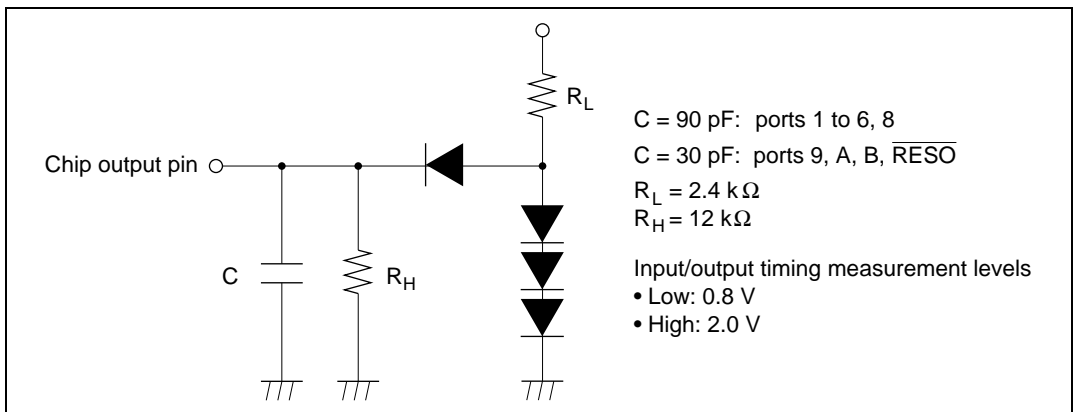 R_L
C = 90 pF: ports 1 to 6, 8
Chip output pin
C = 30 pF: ports 9, A, B, R̅E̅S̅O̅
R_L = 2.4 kΩ
R_H = 12 kΩ
C
R_H
Input/output timing measurement levels
• Low: 0.8 V
• High: 2.0 V